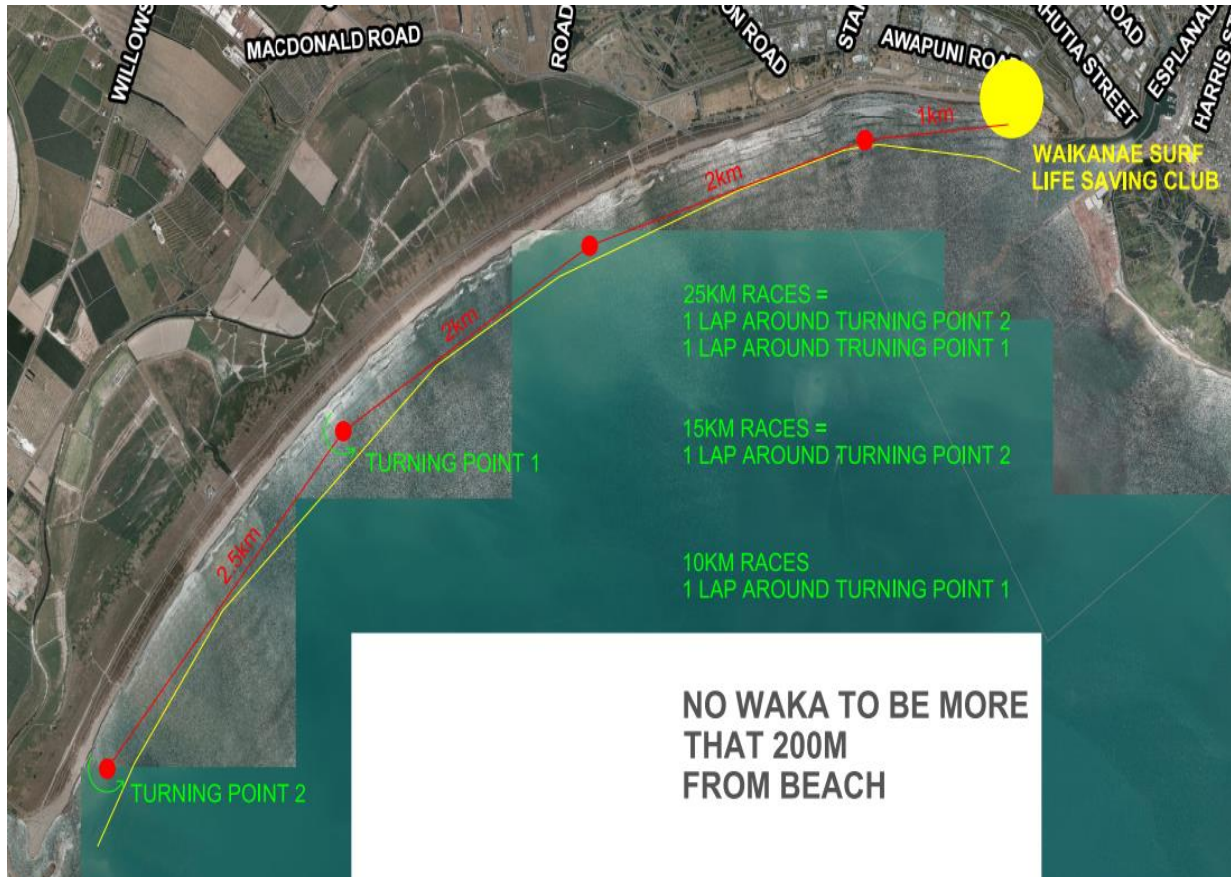 WILLOWS
MACDONALD ROAD
ROAD
ON ROAD
STA
AWAPUNI ROAD
AHUTIA STREET
ROAD
ESPLANAD
HARRIS S
1km
WAIKANAE SURF
LIFE SAVING CLUB
2km
2km
2.5km
25KM RACES =
1 LAP AROUND TURNING POINT 2
1 LAP AROUND TRUNING POINT 1
TURNING POINT 1
15KM RACES =
1 LAP AROUND TURNING POINT 2
10KM RACES
1 LAP AROUND TURNING POINT 1
NO WAKA TO BE MORE
THAT 200M
FROM BEACH
TURNING POINT 2